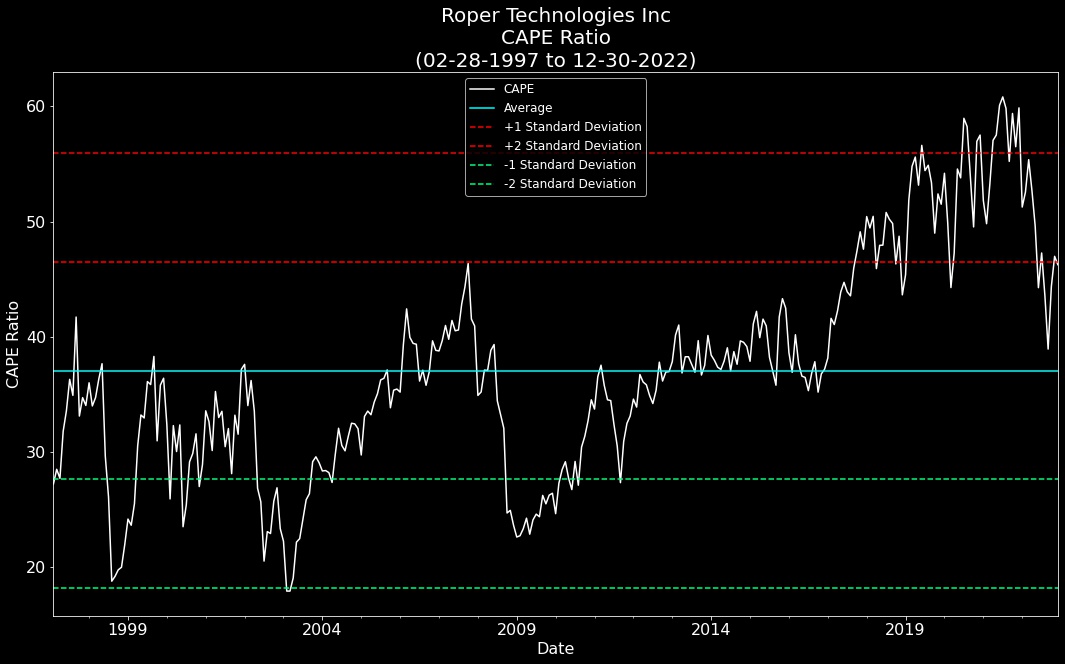 Roper Technologies Inc
CAPE Ratio
(02-28-1997 to 12-30-2022)
CAPE
Average
+1 Standard Deviation
+2 Standard Deviation
-1 Standard Deviation
-2 Standard Deviation
60
50
40
30
20
CAPE Ratio
1999
2004
2009
2014
2019
Date